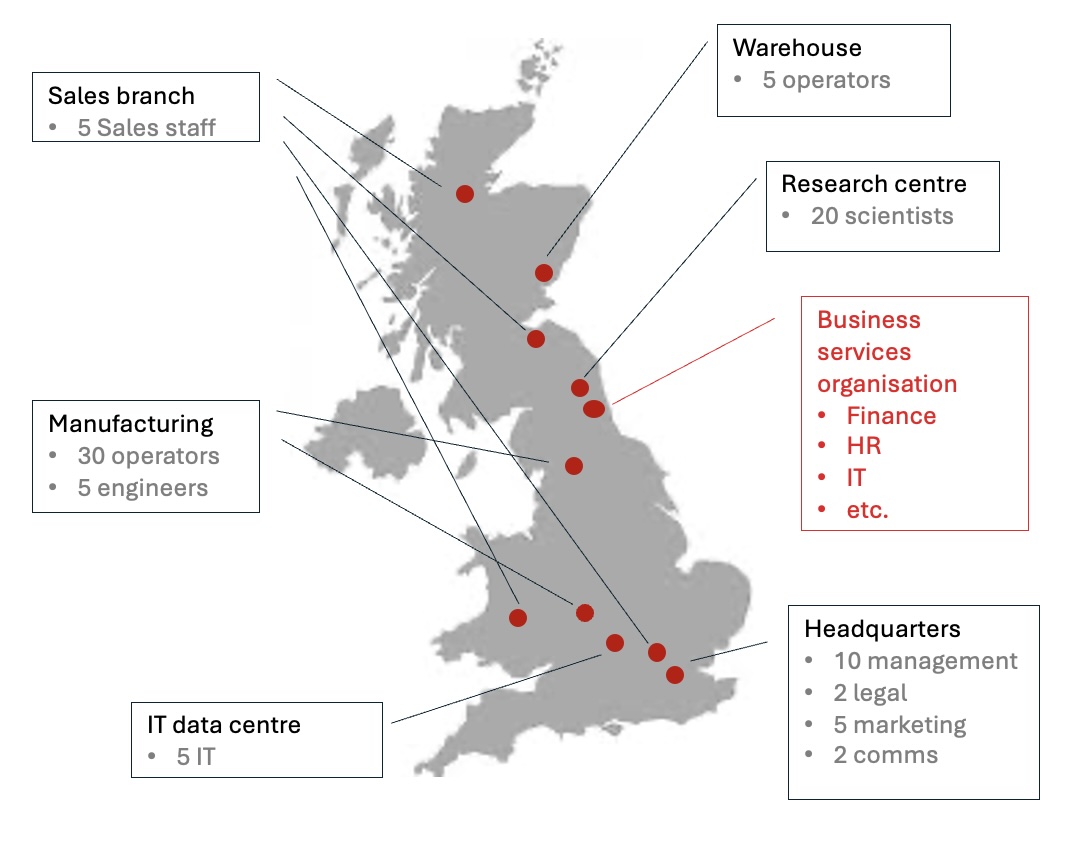 Warehouse
• 5 operators
Sales branch
• 5 Sales staff
Research centre
• 20 scientists
Business
services
organisation
• Finance
• HR
• IT
• etc.
Manufacturing
• 30 operators
• 5 engineers
Headquarters
• 10 management
• 2 legal
• 5 marketing
• 2 comms
IT data centre
• 5 IT